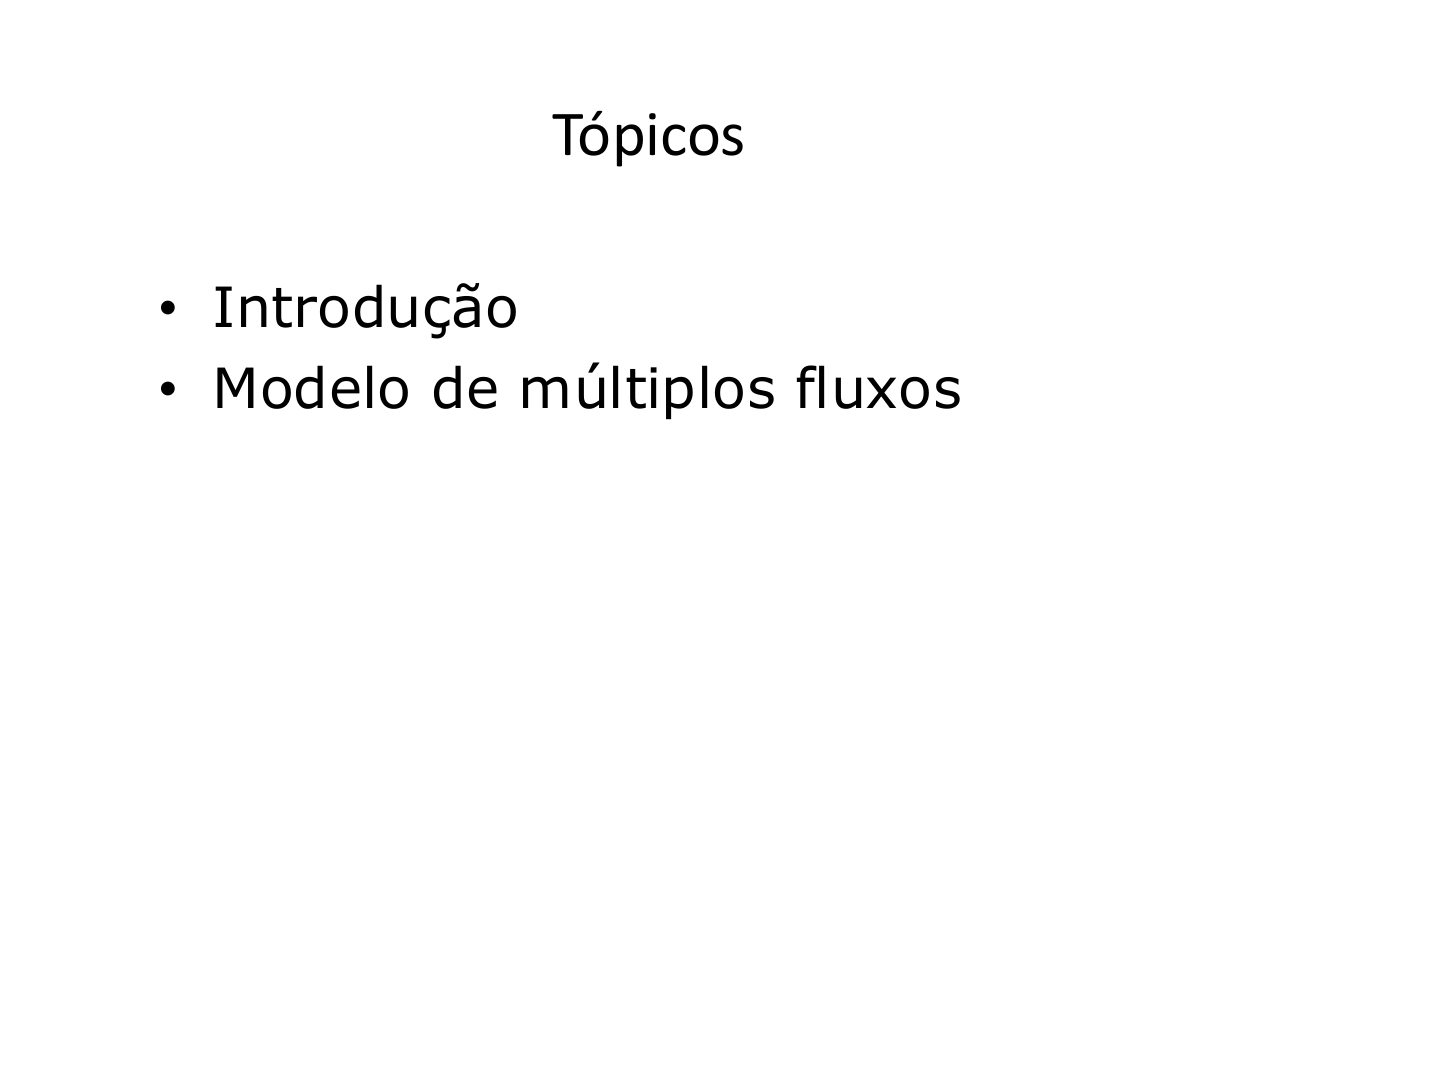 Tópicos
• Introdução
• Modelo de múltiplos fluxos